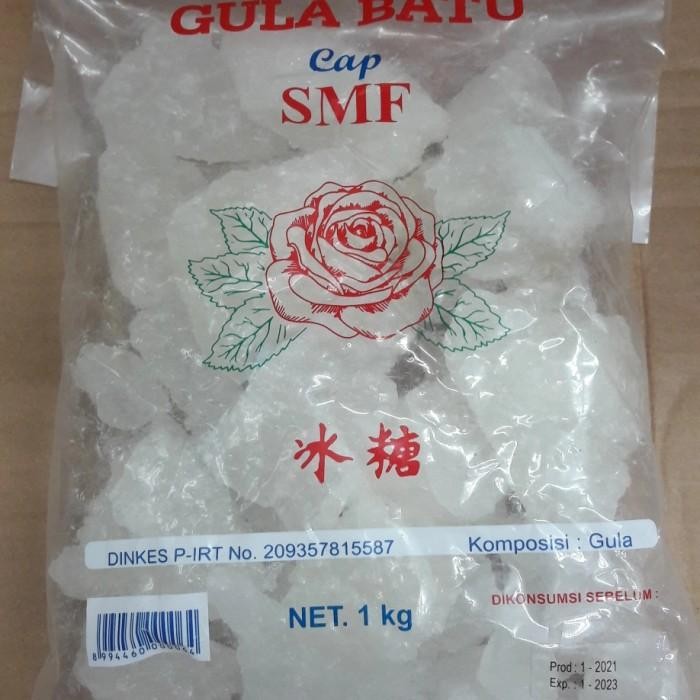 GULA BATU
Cap
SMF
冰糖
DINKES P-IRT No. 209357815587
Komposisi : Gula
DIKONSUMSI SEBELUM :
NET. 1 kg
Prod : 1 - 2021
Exp. : 1 - 2023